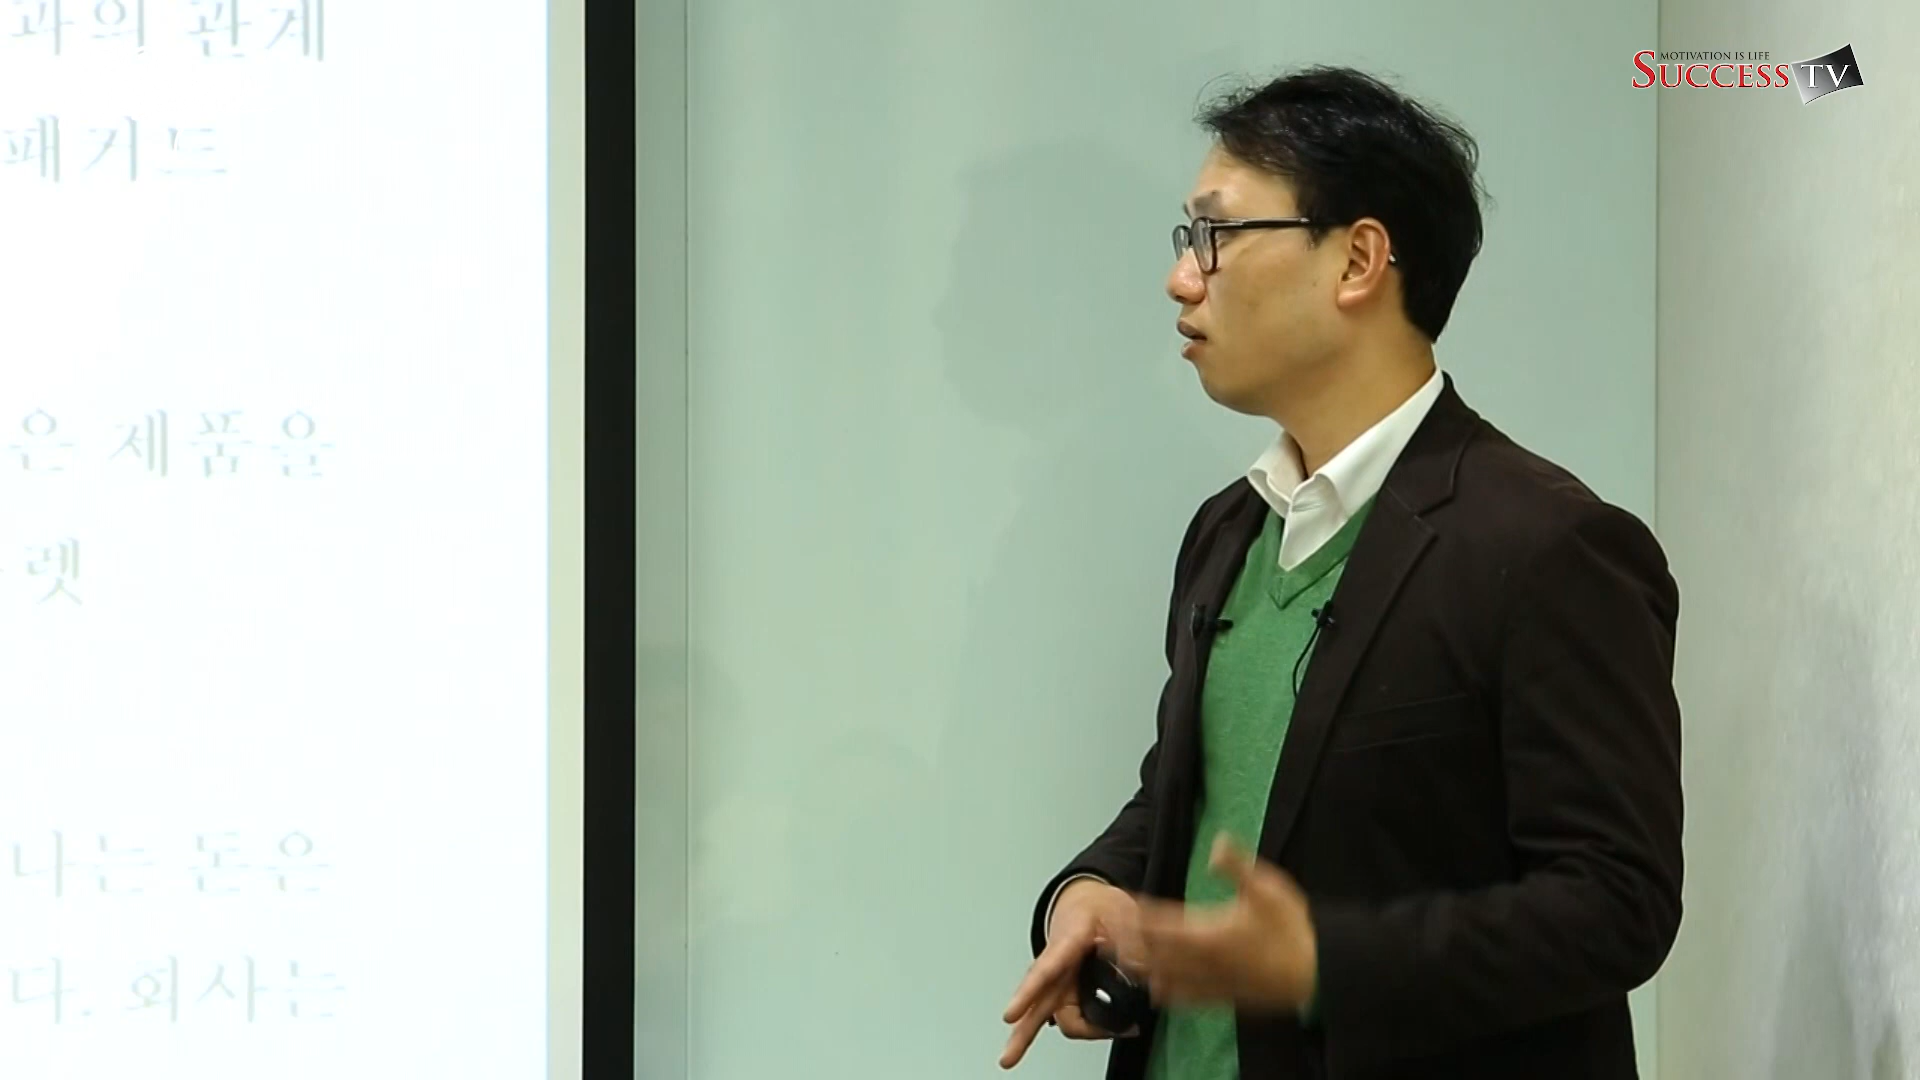 과의 관계
패커드
은 제품을
렛
나는 돈은
다. 회사는
MOTIVATION IS LIFE
SUCCESS TV